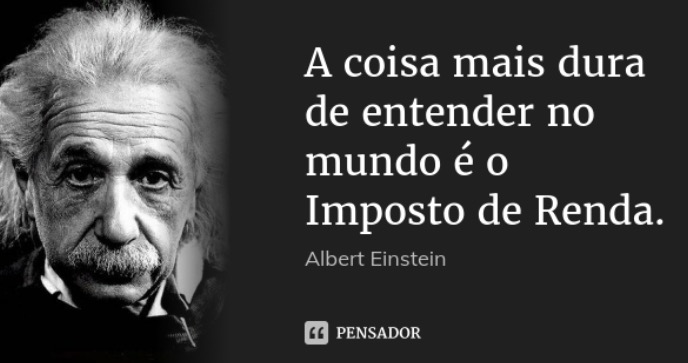 A coisa mais dura
de entender no
mundo é o
Imposto de Renda.
Albert Einstein
PENSADOR